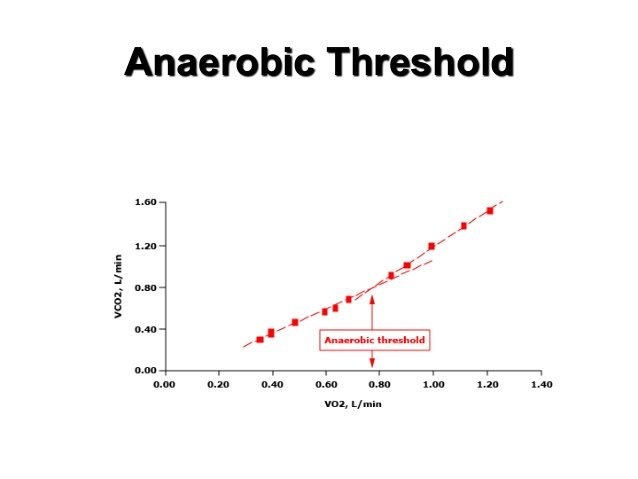 Anaerobic Threshold
1.60
1.20
0.80
0.40
0.00
VCO2, L/min
Anaerobic threshold
0.00 0.20 0.40 0.60 0.80 1.00 1.20 1.40
VO2, L/min